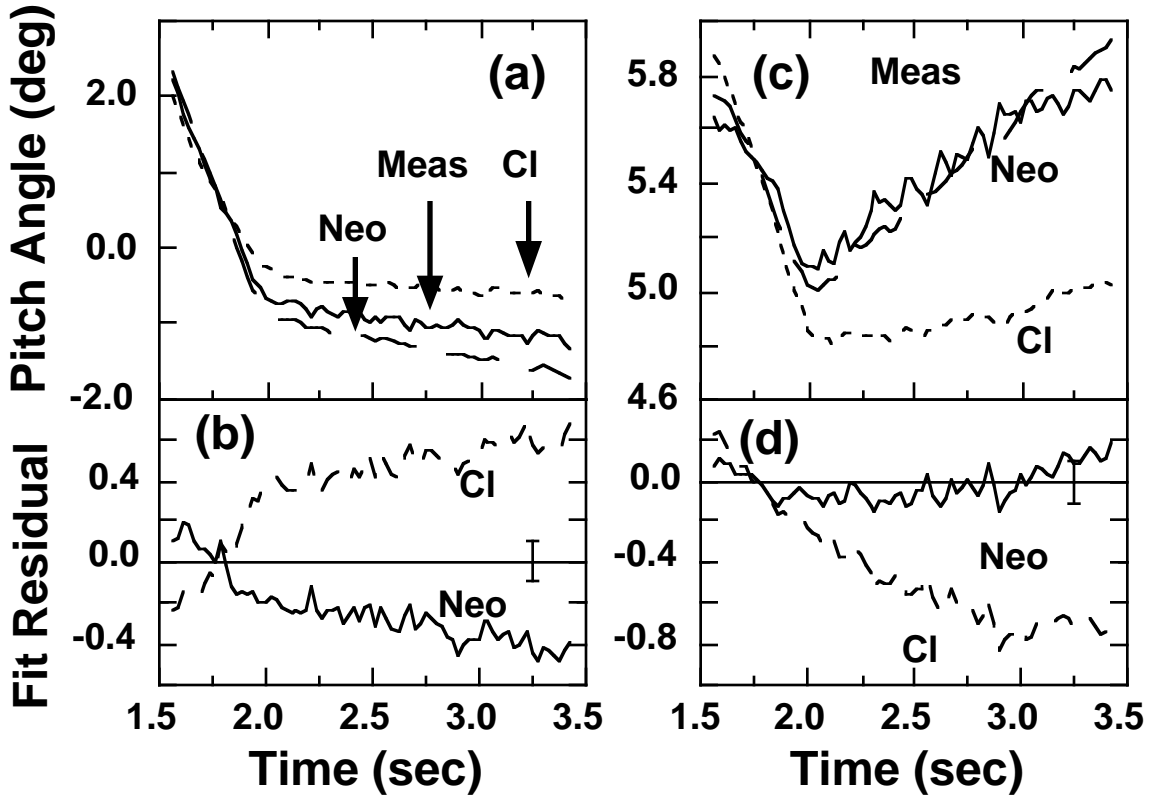 Pitch Angle (deg)
2.0
0.0
-2.0
(a)
Meas
Cl
Neo
5.8
5.4
5.0
4.6
Meas
(c)
Neo
Cl
Fit Residual
0.4
0.0
-0.4
(b)
Cl
Neo
1.5 2.0 2.5 3.0 3.5
Time (sec)
0.0
-0.4
-0.8
(d)
Neo
Cl
1.5 2.0 2.5 3.0 3.5
Time (sec)